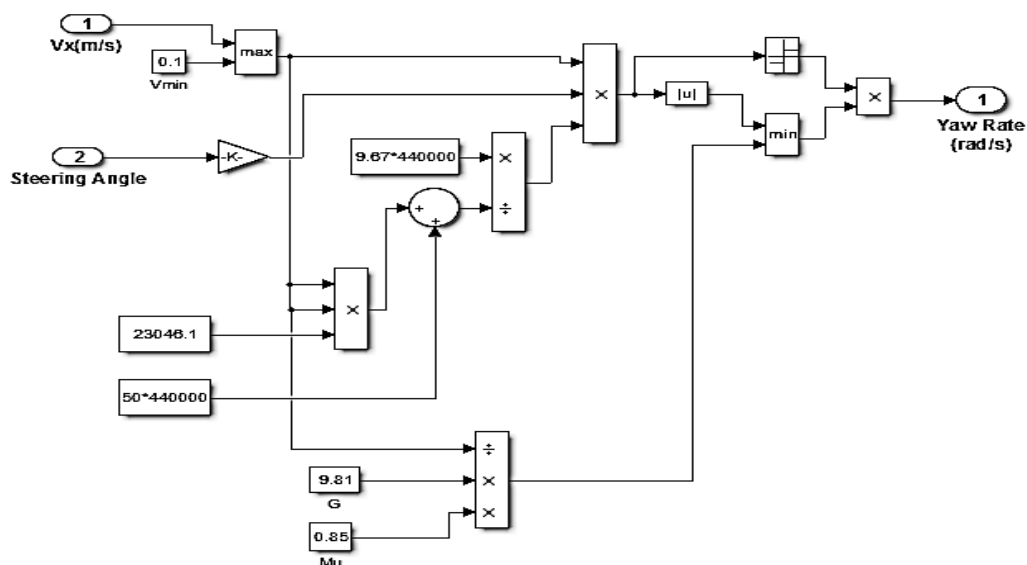 1
Vx(m/s)
0.1
Vmin
max
2
Steering Angle
-K-
9.67*440000
×
÷
+
+
×
×
|u|
min
×
1
Yaw Rate
(rad/s)
23046.1
50*440000
÷
×
×
9.81
G
0.85
Mu